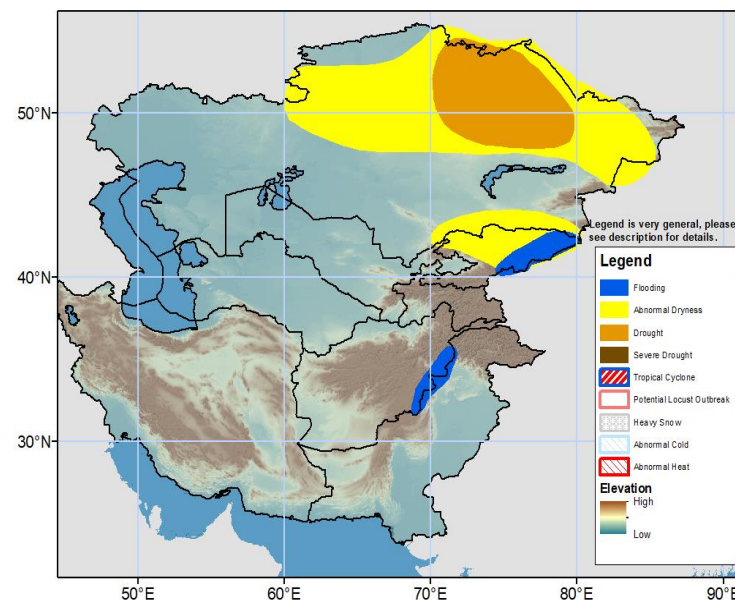 50°N
40°N
30°N
50°E
60°E
70°E
80°E
90°E
Legend is very general, please
see description for details.
Legend
Flooding
Abnormal Dryness
Drought
Severe Drought
Tropical Cyclone
Potential Locust Outbreak
Heavy Snow
Abnormal Cold
Abnormal Heat
Elevation
High
Low